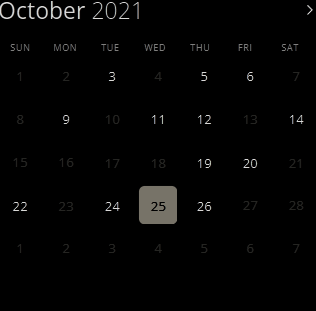 October 2021
SUN MON TUE WED THU FRI SAT
1 2 3 4 5 6 7
8 9 10 11 12 13 14
15 16 17 18 19 20 21
22 23 24 25 26 27 28
1 2 3 4 5 6 7